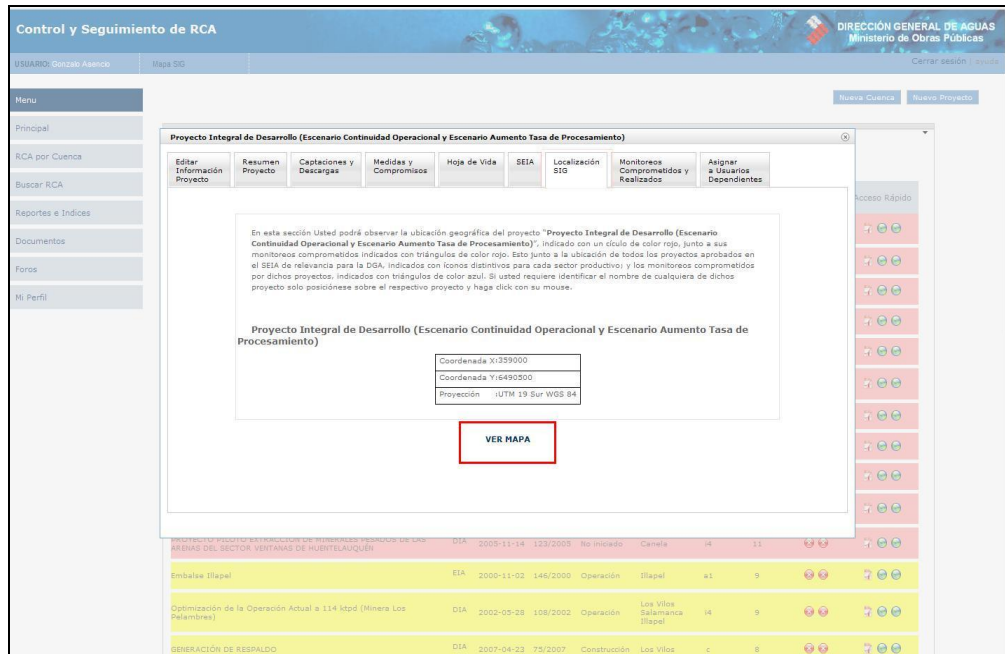 Control y Seguimiento de RCA
DIRECCIÓN GENERAL DE AGUAS
Ministerio de Obras Públicas
USUARIO: Gonzalo Asencio
Mapa SIG
Cerrar sesión | ayuda
Menu
Nueva Cuenca
Nuevo Proyecto
Principal
RCA por Cuenca
Buscar RCA
Reportes e Indices
Documentos
Foros
Mi Perfil
Proyecto Integral de Desarrollo (Escenario Continuidad Operacional y Escenario Aumento Tasa de Procesamiento)
Editar Información Proyecto
Resumen Proyecto
Captaciones y Descargas
Medidas y Compromisos
Hoja de Vida
SEIA
Localización SIG
Monitoreos Comprometidos y Realizados
Asignar a Usuarios Dependientes
Acceso Rápido
En esta sección Usted podrá observar la ubicación geográfica del proyecto "Proyecto Integral de Desarrollo (Escenario
Continuidad Operacional y Escenario Aumento Tasa de Procesamiento)", indicado con un cículo de color rojo, junto a sus
monitoreos comprometidos indicados con triángulos de color rojo. Esto junto a la ubicación de todos los proyectos aprobados en
el SEIA de relevancia para la DGA, indicados con íconos distintivos para cada sector productivo; y los monitoreos comprometidos
por dichos proyectos, indicados con triángulos de color azul. Si usted requiere identificar el nombre de cualquiera de dichos
proyecto solo posiciónese sobre el respectivo proyecto y haga click con su mouse.
Proyecto Integral de Desarrollo (Escenario Continuidad Operacional y Escenario Aumento Tasa de
Procesamiento)
Coordenada X:359000
Coordenada Y:6490500
Proyección :UTM 19 Sur WGS 84
VER MAPA
PROYECTO PILOTO EXTRACCIÓN DE MINERALES PESADOS DE LAS
ARENAS DEL SECTOR VENTANAS DE HUENTELAUQUÉN
DIA 2005-11-14 123/2005 No iniciado Canela i4 11
Embalse Illapel EIA 2000-11-02 146/2000 Operación Illapel a1 9
Optimización de la Operación Actual a 114 ktpd (Minera Los
Pelambres)
DIA 2002-05-28 108/2002 Operación
Los Vilos
Salamanca
Illapel
i4 9
GENERACIÓN DE RESPALDO DIA 2007-04-23 75/2007 Construcción Los Vilos c 8